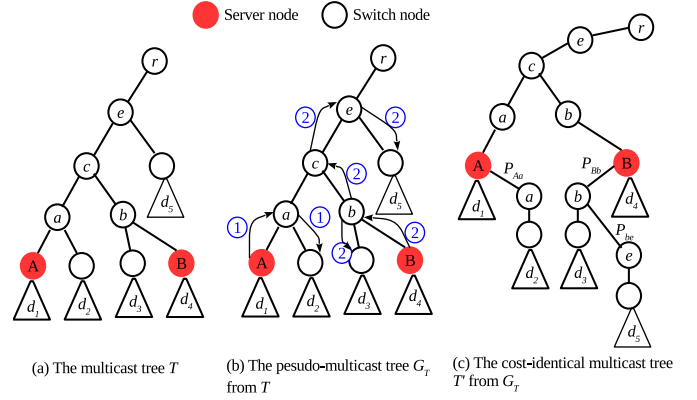 Server node
Switch node
r
e
c
a
b
A
B
d1
d2
d3
d4
d5
(a) The multicast tree T
r
e
2
2
c
2
1
a
1
b
2
2
A
B
d1
d2
d3
d4
d5
(b) The pesudo-multicast tree GT
from T
r
e
c
a
b
A
PAa
PBb
B
d1
a
b
d4
Pbe
e
d2
d3
d5
(c) The cost-identical multicast tree
T' from GT